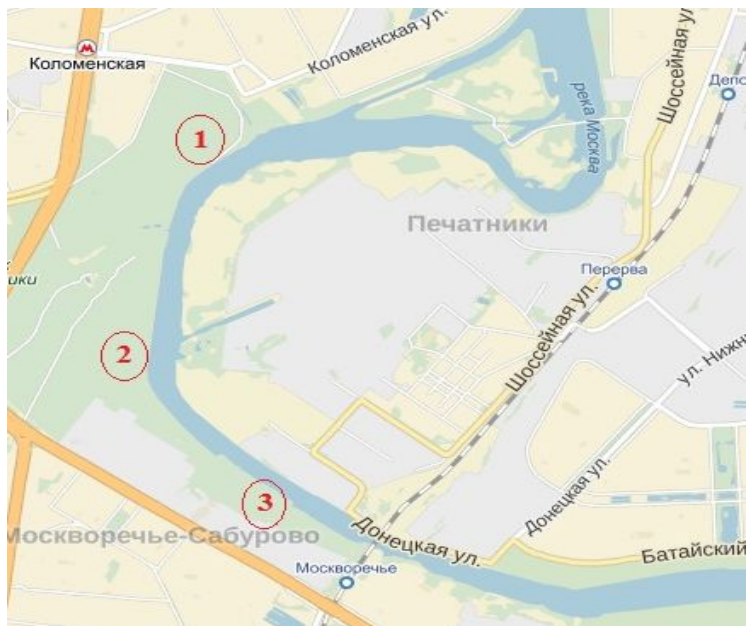 Коломенская
Коломенская ул.
Шоссейная ул.
Депо
река Москва
1
Печатники
Перерва
Шоссейная ул.
2
ул. Нижн
3
Донецкая ул.
Москворечье-Сабурово
Донецкая ул.
Батайский
Москворечье